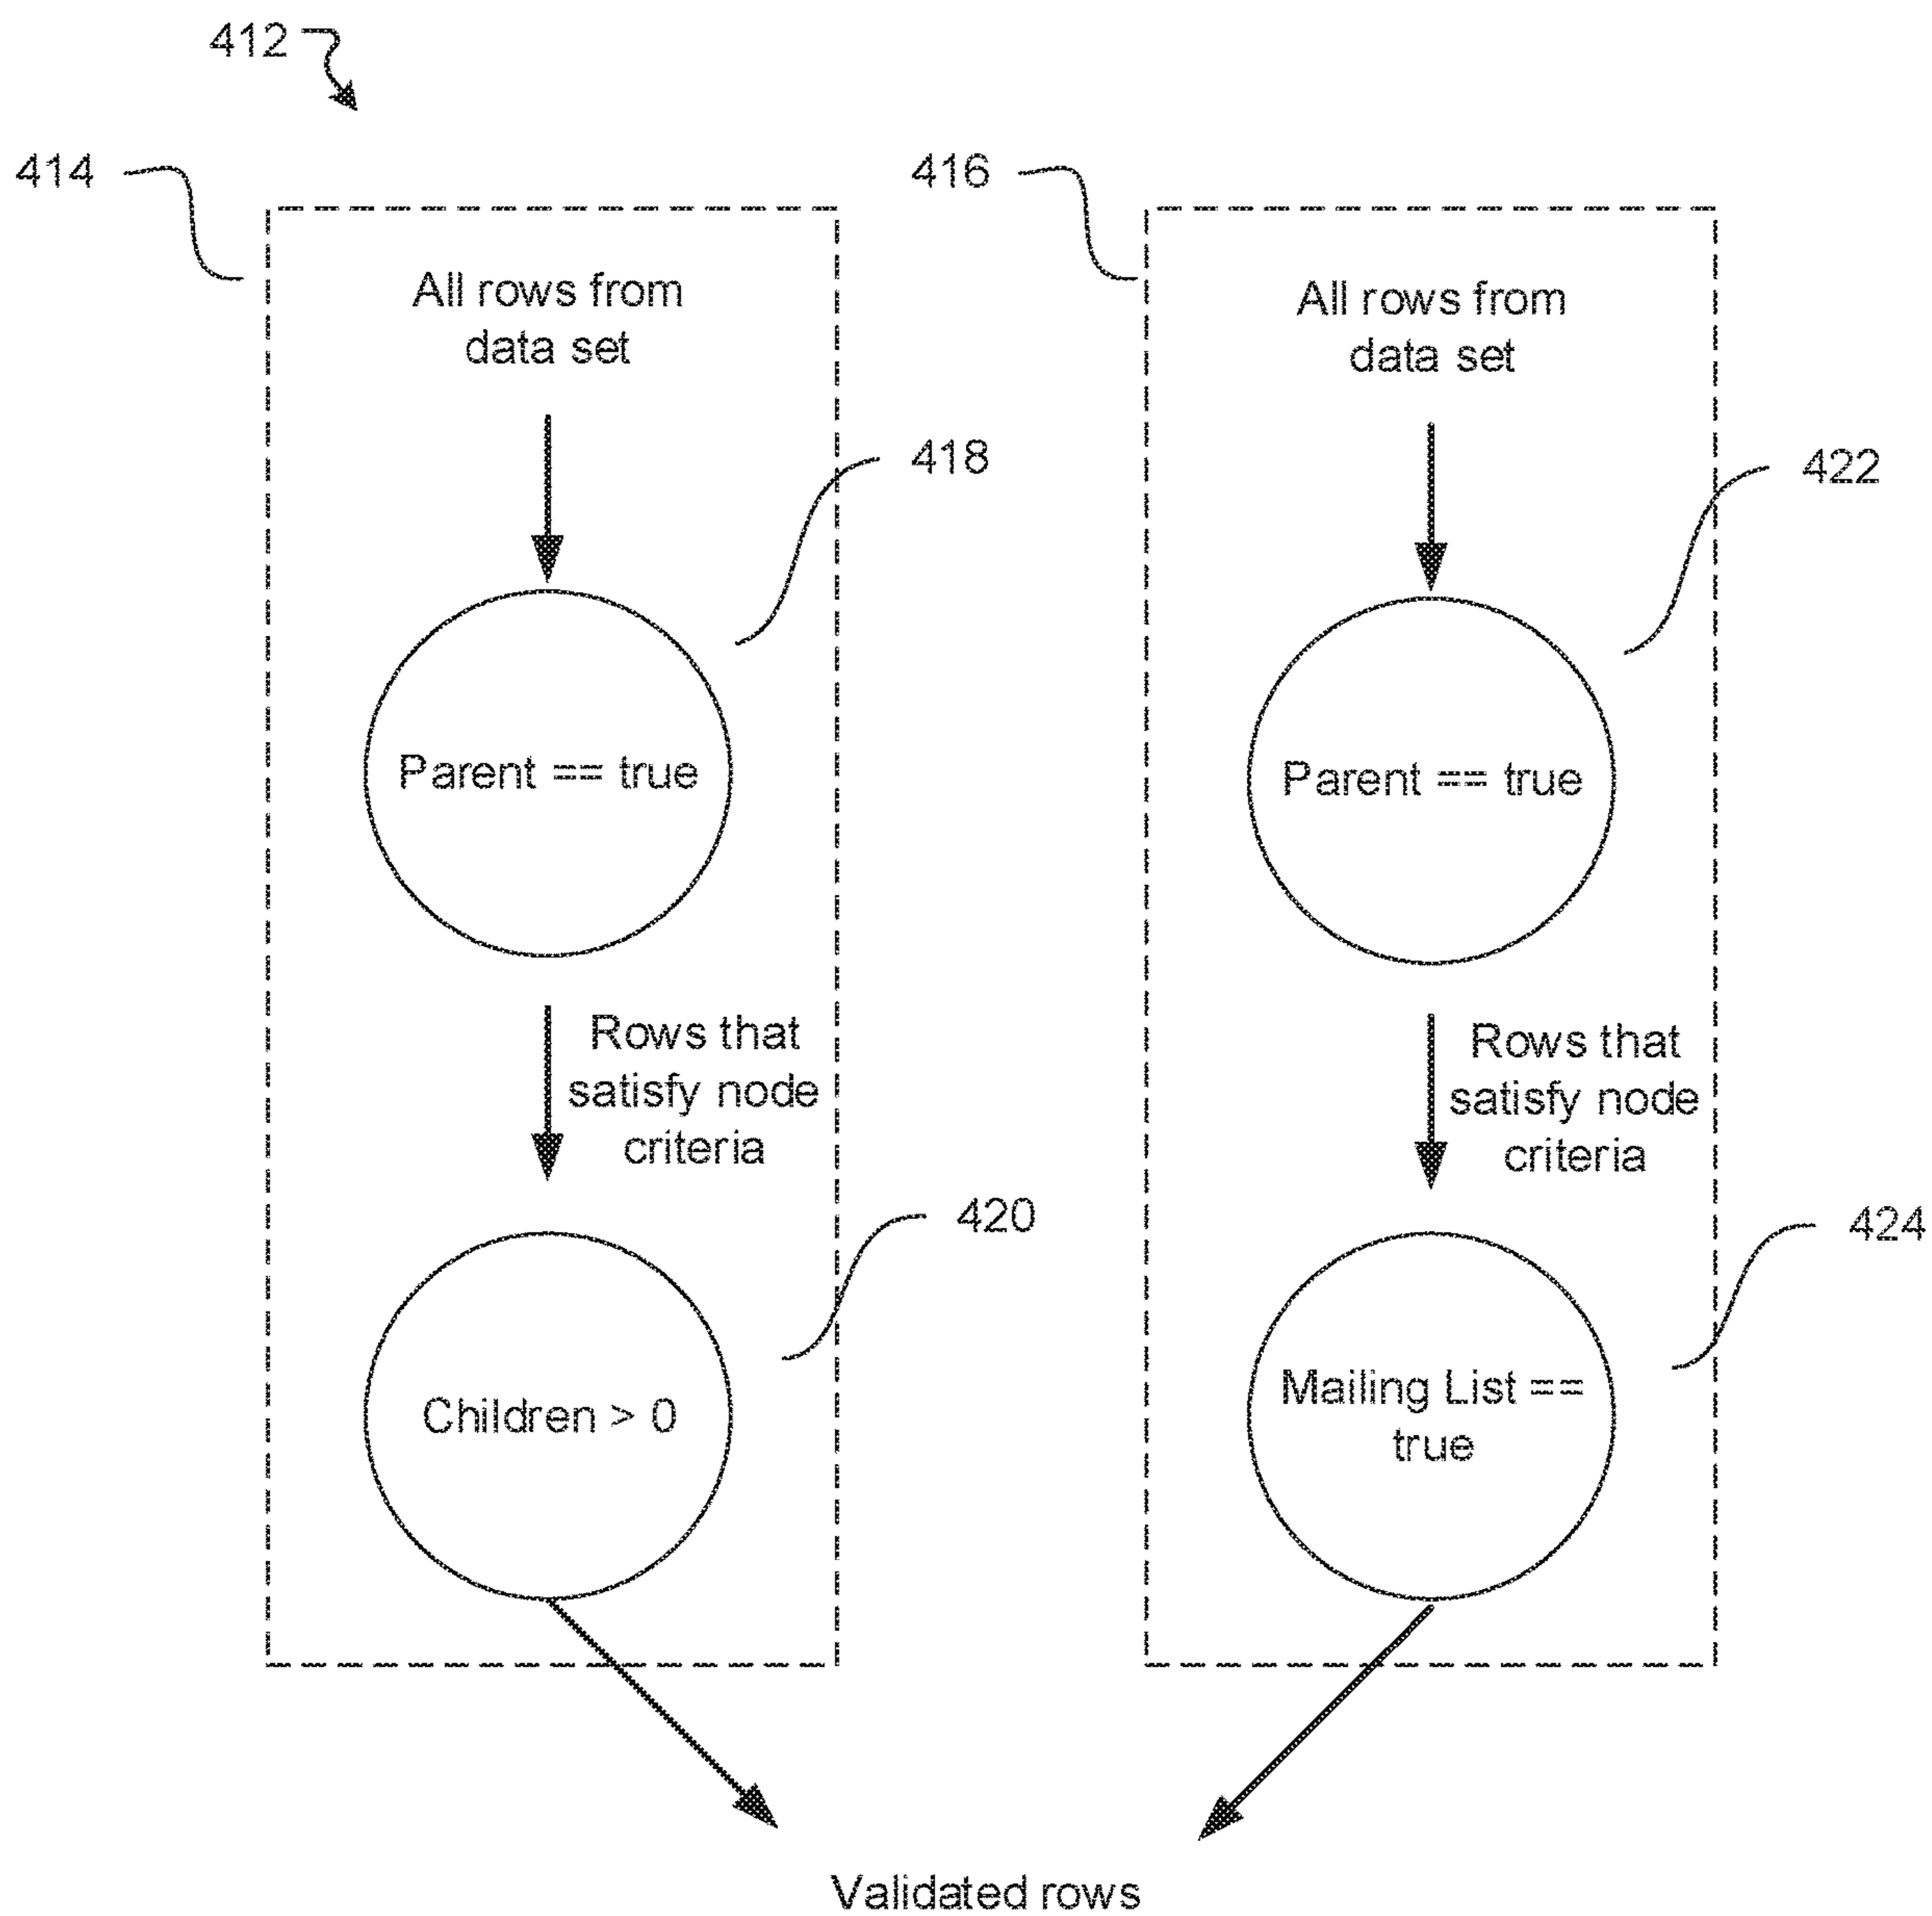 412
414
All rows from
data set
418
Parent == true
Rows that
satisfy node
criteria
420
Children > 0
416
All rows from
data set
422
Parent == true
Rows that
satisfy node
criteria
424
Mailing List ==
true
Validated rows